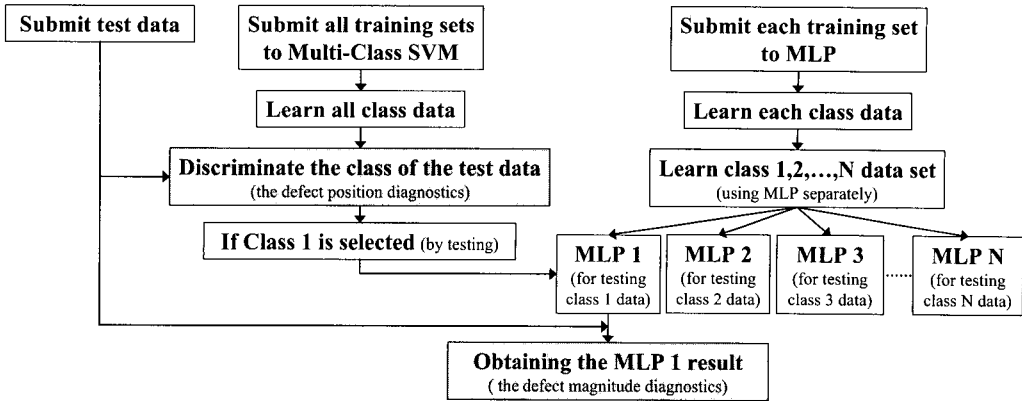 Submit test data
Submit all training sets
to Multi-Class SVM
Submit each training set
to MLP
Learn all class data
Learn each class data
Discriminate the class of the test data
(the defect position diagnostics)
Learn class 1,2,...,N data set
(using MLP separately)
If Class 1 is selected (by testing)
MLP 1
(for testing
class 1 data)
MLP 2
(for testing
class 2 data)
MLP 3
(for testing
class 3 data)
MLP N
(for testing
class N data)
Obtaining the MLP 1 result
( the defect magnitude diagnostics)